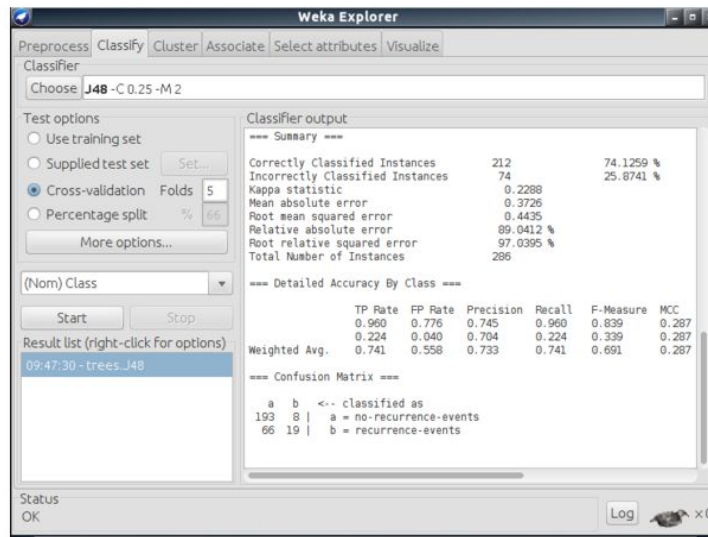 Weka Explorer
Preprocess Classify Cluster Associate Select attributes Visualize
Classifier
Choose J48 -C 0.25 -M 2
Test options
Use training set
Supplied test set Set...
Cross-validation Folds 5
Percentage split % 66
More options...
(Nom) Class
Start Stop
Result list (right-click for options)
09:47:30 - trees.J48
Classifier output
=== Summary ===
Correctly Classified Instances 212 74.1259 %
Incorrectly Classified Instances 74 25.8741 %
Kappa statistic 0.2288
Mean absolute error 0.3726
Root mean squared error 0.4435
Relative absolute error 89.0412 %
Root relative squared error 97.0395 %
Total Number of Instances 286
=== Detailed Accuracy By Class ===
TP Rate FP Rate Precision Recall F-Measure MCC
0.960 0.776 0.745 0.960 0.839 0.287
0.224 0.040 0.704 0.224 0.339 0.287
Weighted Avg. 0.741 0.558 0.733 0.741 0.691 0.287
=== Confusion Matrix ===
a b <-- classified as
193 8 | a = no-recurrence-events
66 19 | b = recurrence-events
Status
OK
Log x 0